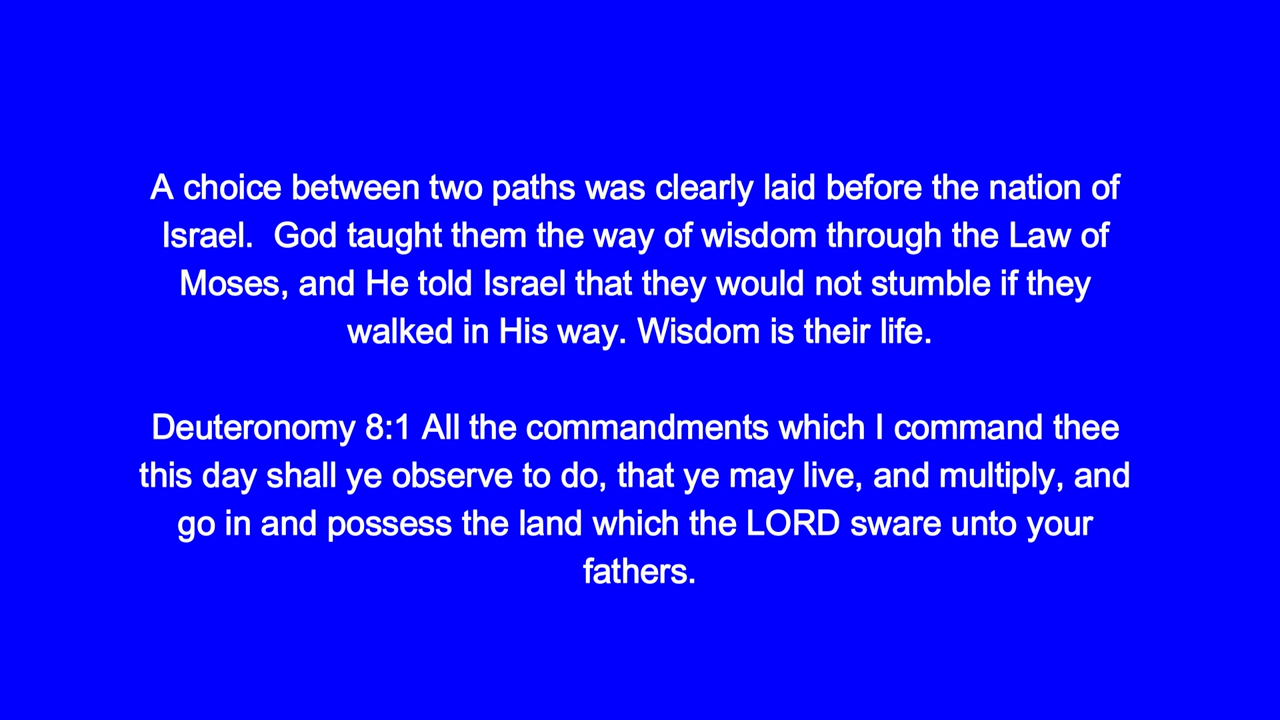 A choice between two paths was clearly laid before the nation of
Israel.  God taught them the way of wisdom through the Law of
Moses, and He told Israel that they would not stumble if they
walked in His way. Wisdom is their life.
Deuteronomy 8:1 All the commandments which I command thee
this day shall ye observe to do, that ye may live, and multiply, and
go in and possess the land which the LORD sware unto your
fathers.